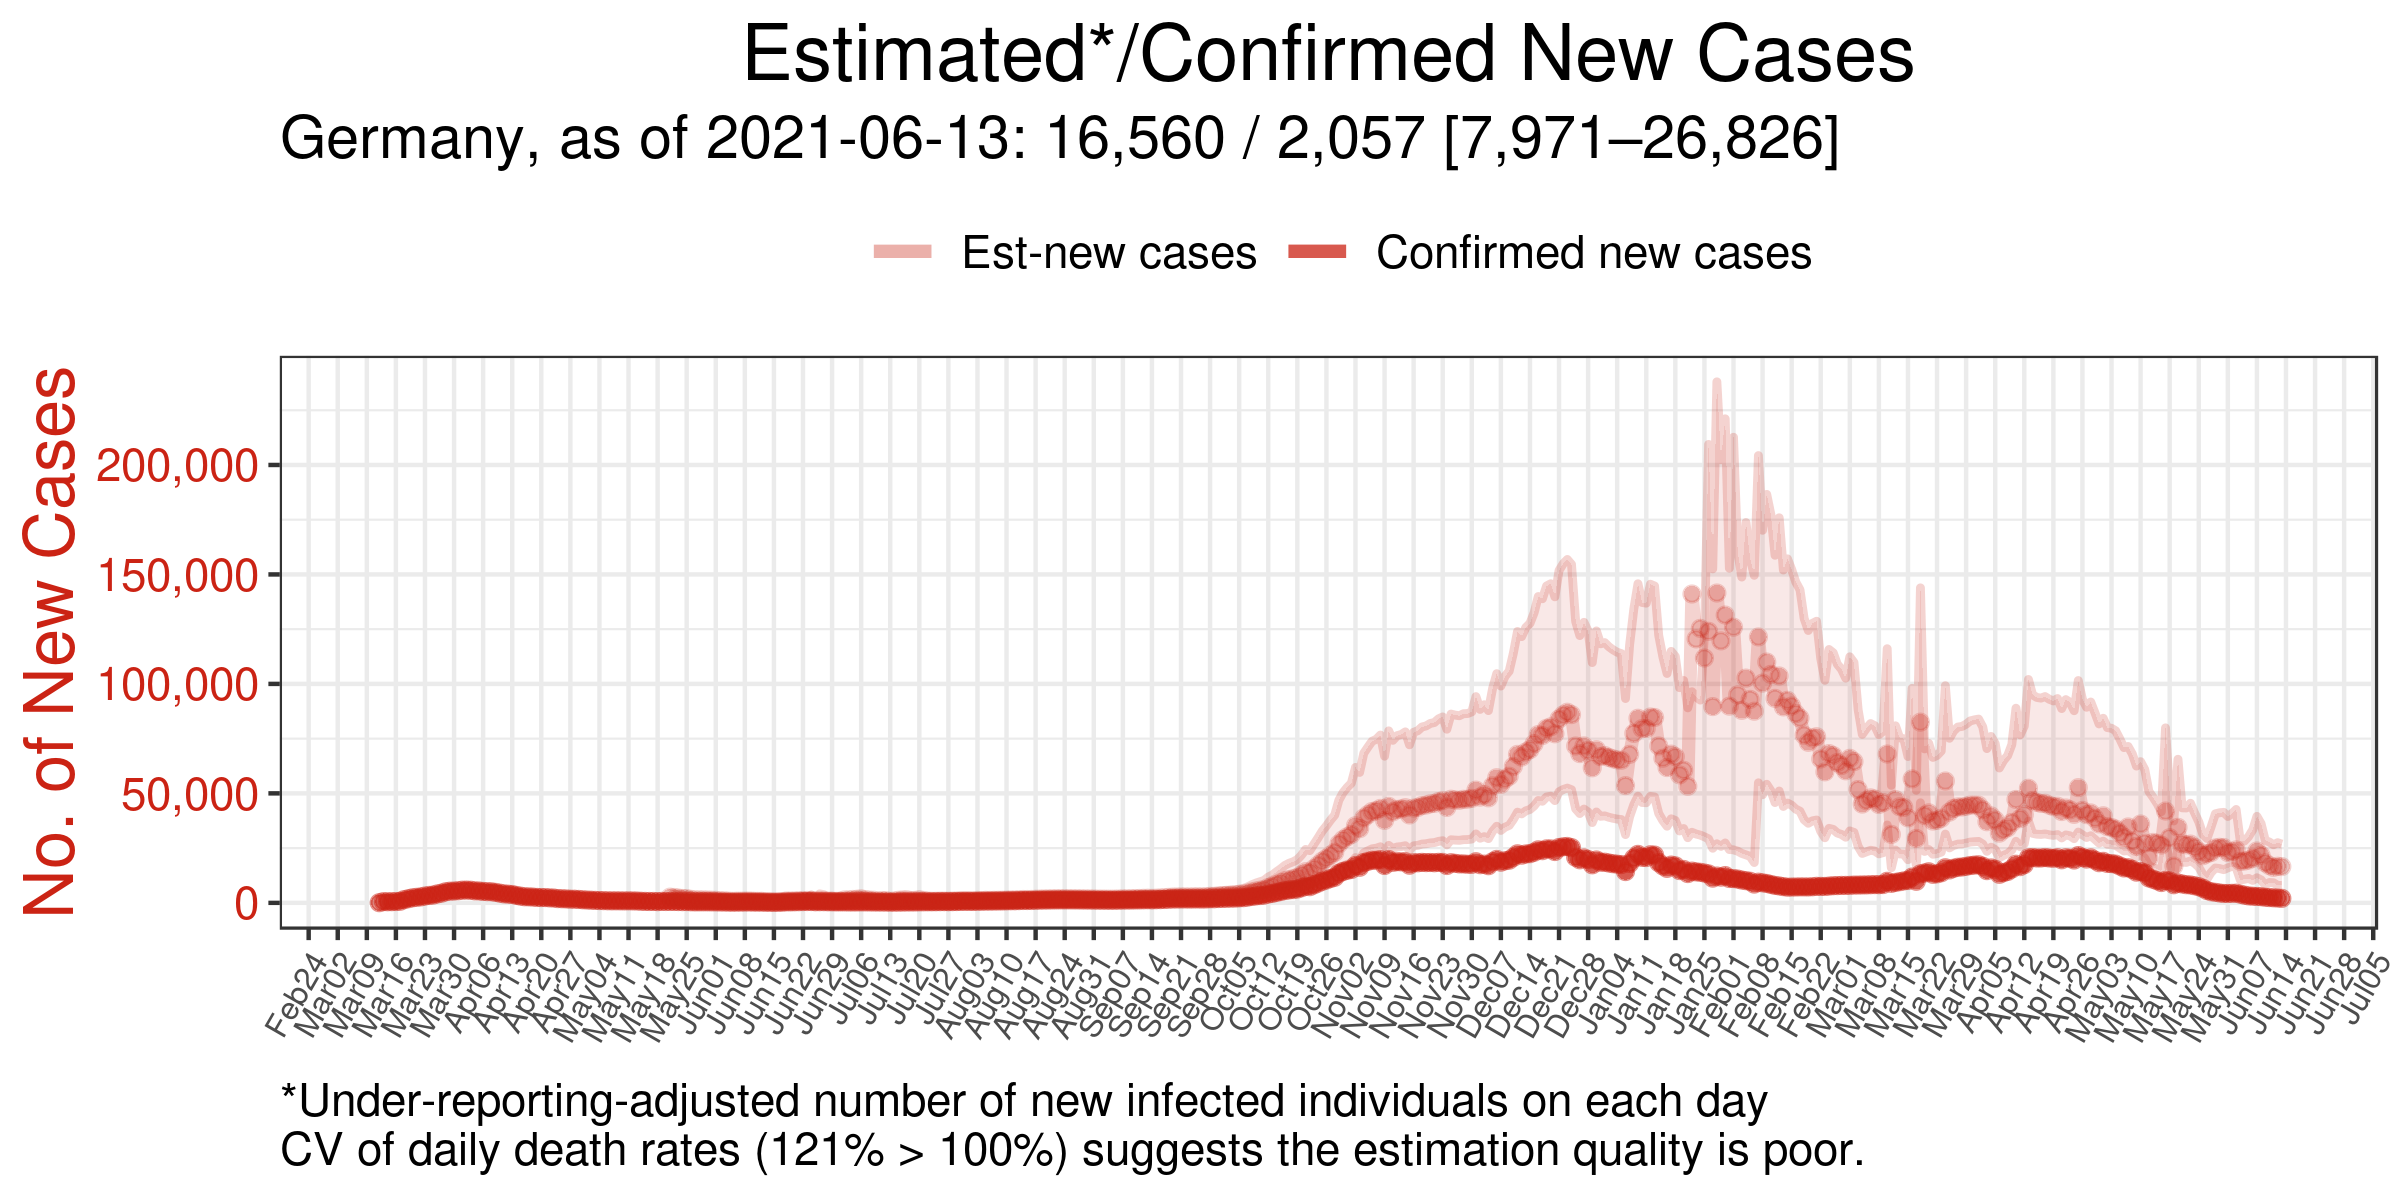 Estimated*/Confirmed New Cases
Germany, as of 2021-06-13: 16,560 / 2,057 [7,971–26,826]
Est-new cases
Confirmed new cases
No. of New Cases
200,000
150,000
100,000
50,000
0
Feb24
Mar02
Mar09
Mar16
Mar23
Mar30
Apr06
Apr13
Apr20
Apr27
May04
May11
May18
May25
Jun01
Jun08
Jun15
Jun22
Jun29
Jul06
Jul13
Jul20
Jul27
Aug03
Aug10
Aug17
Aug24
Aug31
Sep07
Sep14
Sep21
Sep28
Oct05
Oct12
Oct19
Oct26
Nov02
Nov09
Nov16
Nov23
Nov30
Dec07
Dec14
Dec21
Dec28
Jan04
Jan11
Jan18
Jan25
Feb01
Feb08
Feb15
Feb22
Mar01
Mar08
Mar15
Mar22
Mar29
Apr05
Apr12
Apr19
Apr26
May03
May10
May17
May24
May31
Jun07
Jun14
Jun21
Jun28
Jul05
*Under-reporting-adjusted number of new infected individuals on each day
CV of daily death rates (121% > 100%) suggests the estimation quality is poor.